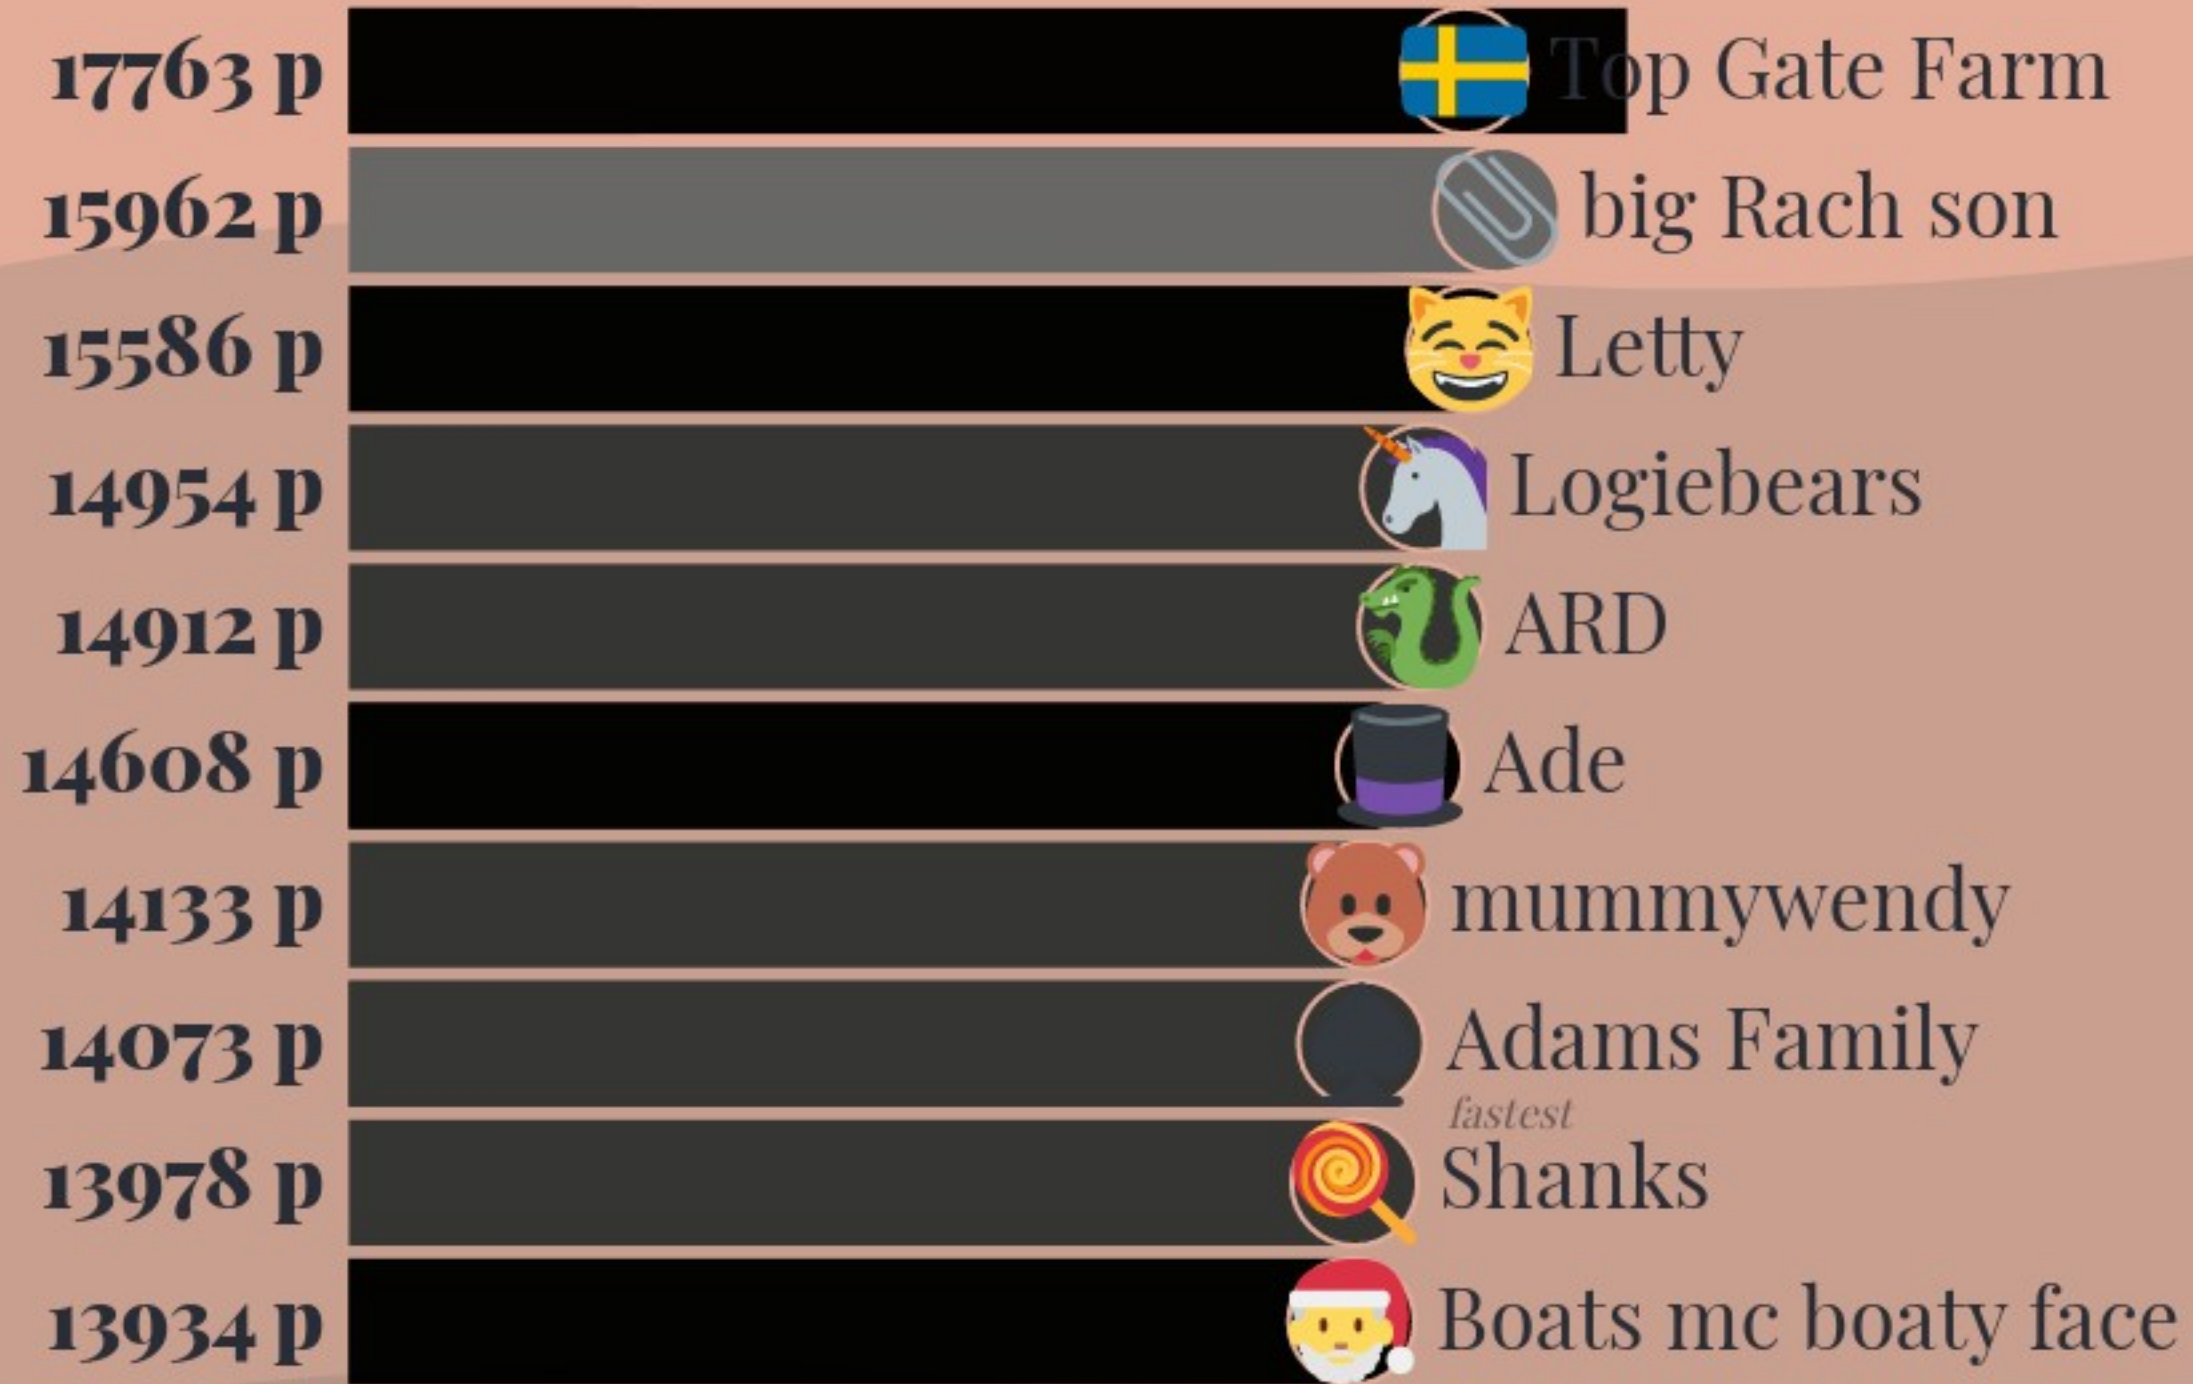 17763 p Top Gate Farm
15962 p big Rach son
15586 p Letty
14954 p Logiebears
14912 p ARD
14608 p Ade
14133 p mummywendy
14073 p Adams Family
fastest
13978 p Shanks
13934 p Boats mc boaty face